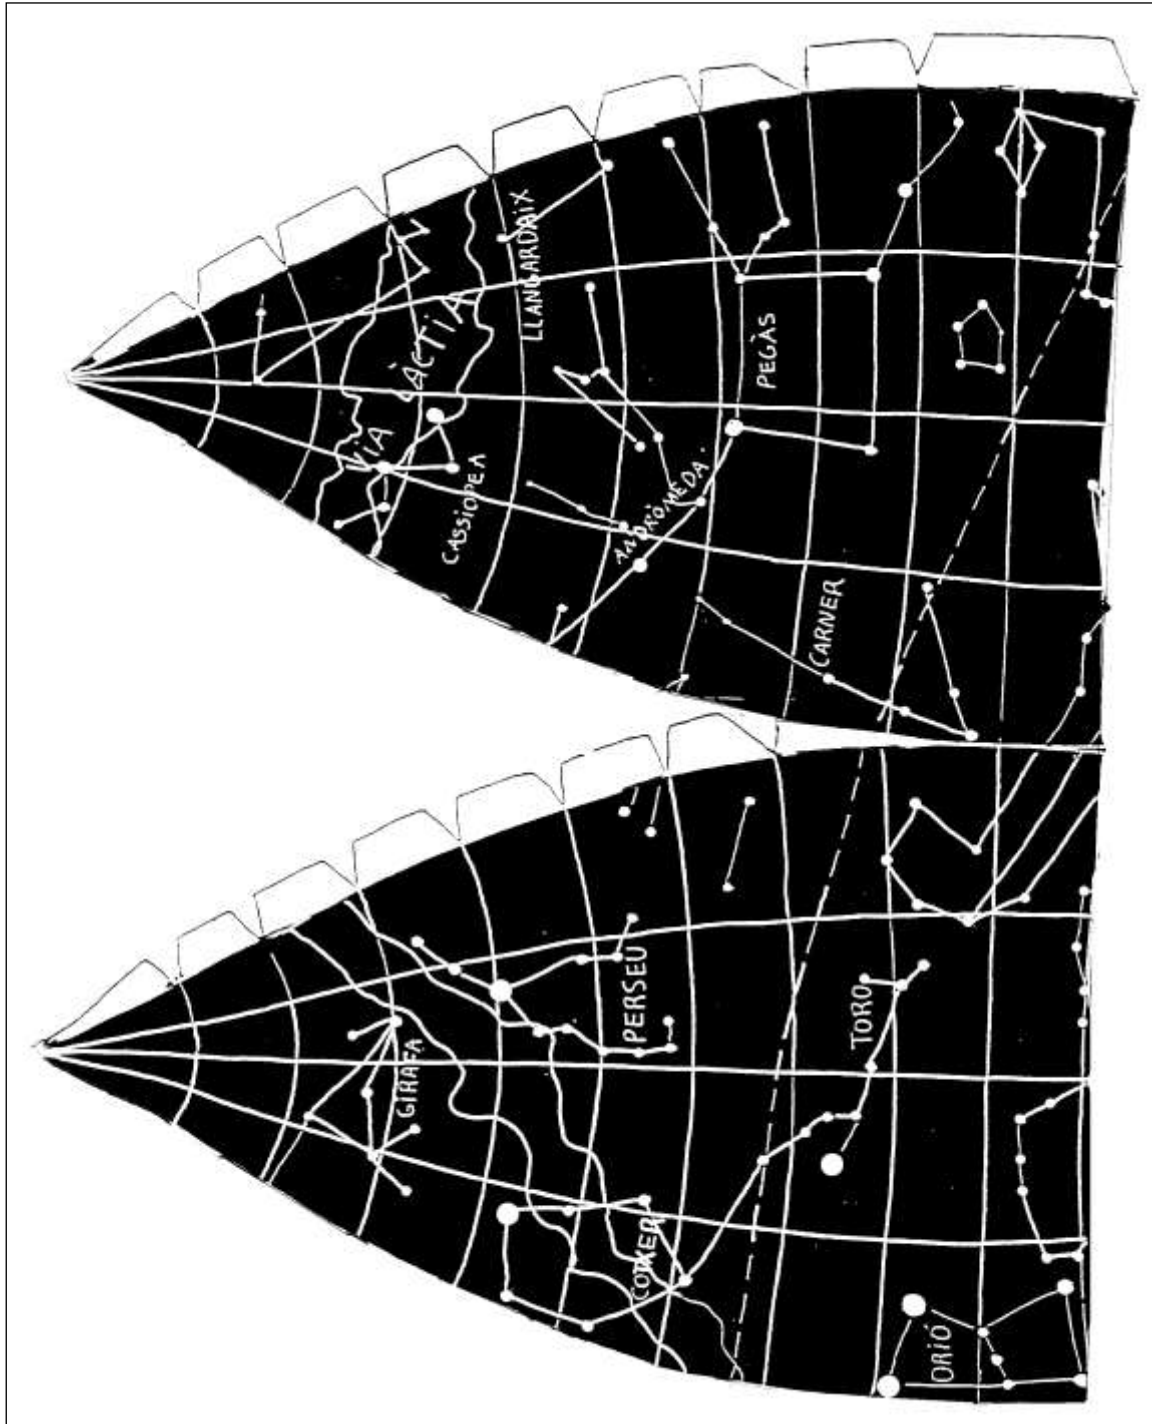 VIA LÀCTIA
LLANGARDAIX
CASSIOPEA
ANDRÒMEDA
PEGÀS
CARNER
GIRAFA
PERSEU
COTXER
TORO
ORIÓ